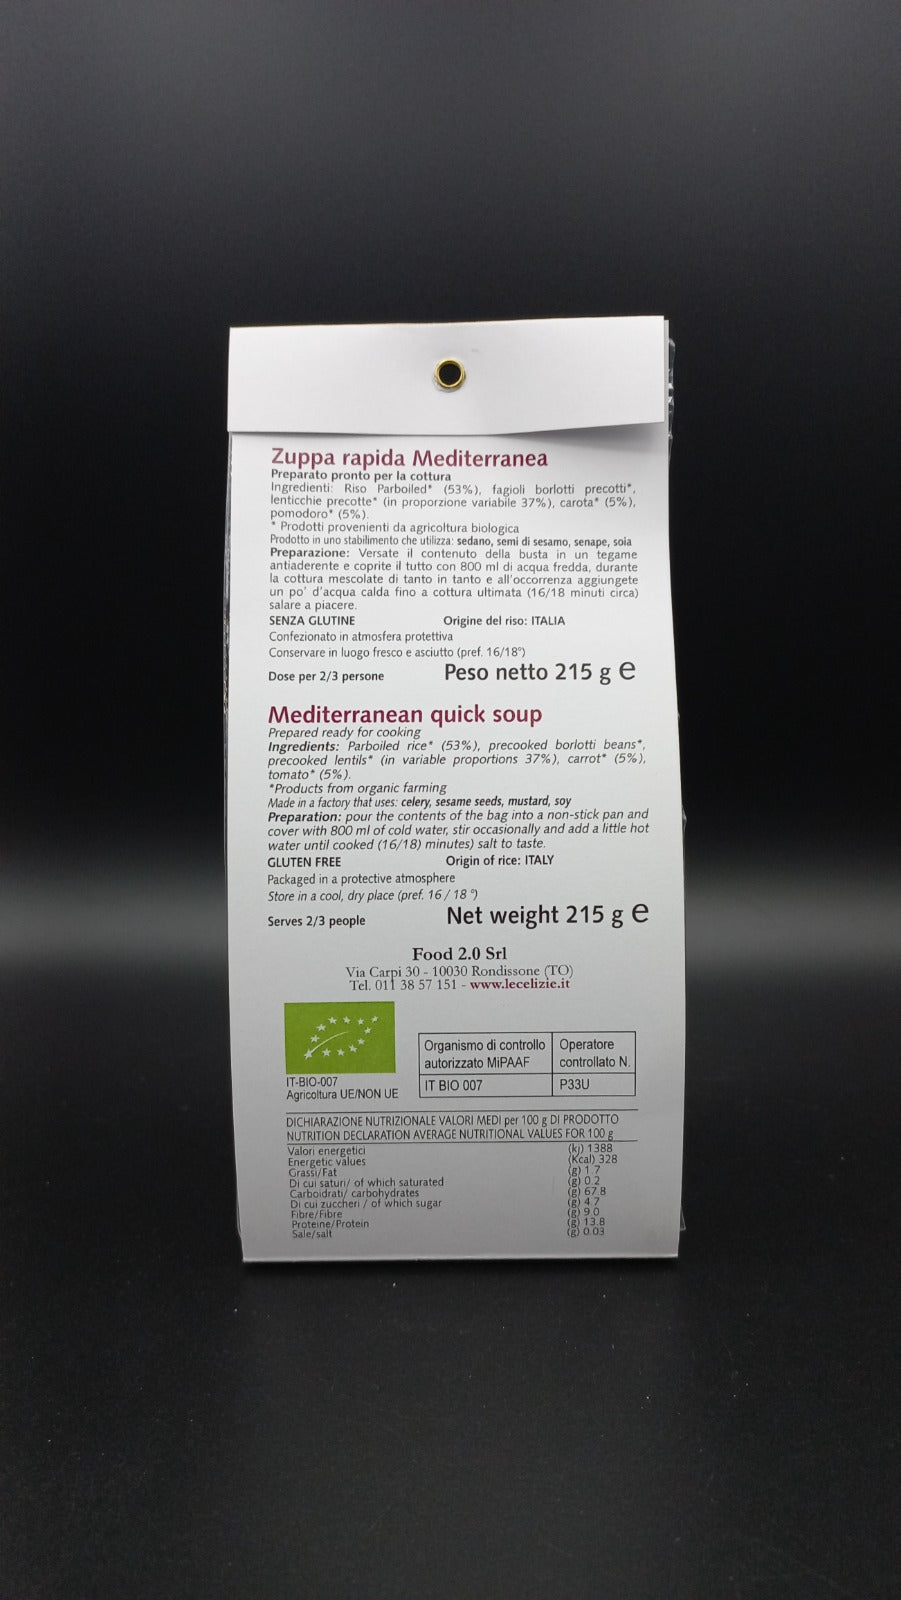 Zuppa rapida Mediterranea
Preparato pronto per la cottura
Ingredienti: Riso Parboiled* (53%), fagioli borlotti precotti*,
lenticchie precotte* (in proporzione variabile 37%), carota* (5%),
pomodoro* (5%).
* Prodotti provenienti da agricoltura biologica
Prodotto in uno stabilimento che utilizza: sedano, semi di sesamo, senape, soia
Preparazione: Versate il contenuto della busta in un tegame
antiaderente e coprite il tutto con 800 ml di acqua fredda, durante
la cottura mescolate di tanto in tanto e all'occorrenza aggiungete
un po' d'acqua calda fino a cottura ultimata (16/18 minuti circa)
salare a piacere.
SENZA GLUTINE Origine del riso: ITALIA
Confezionato in atmosfera protettiva
Conservare in luogo fresco e asciutto (pref. 16/18°)
Dose per 2/3 persone Peso netto 215 g e
Mediterranean quick soup
Prepared ready for cooking
Ingredients: Parboiled rice* (53%), precooked borlotti beans*,
precooked lentils* (in variable proportions 37%), carrot* (5%),
tomato* (5%).
*Products from organic farming
Made in a factory that uses: celery, sesame seeds, mustard, soy
Preparation: pour the contents of the bag into a non-stick pan and
cover with 800 ml of cold water, stir occasionally and add a little hot
water until cooked (16/18) minutes) salt to taste.
GLUTEN FREE Origin of rice: ITALY
Packaged in a protective atmosphere
Store in a cool, dry place (pref. 16 / 18 °)
Serves 2/3 people Net weight 215 g e
Food 2.0 Srl
Via Carpi 30 - 10030 Rondissone (TO)
Tel. 011 38 57 151 - www.lecelizie.it
Organismo di controllo autorizzato MiPAAF Operatore controllato N.
IT BIO 007 P33U
IT-BIO-007
Agricoltura UE/NON UE
DICHIARAZIONE NUTRIZIONALE VALORI MEDI per 100 g DI PRODOTTO
NUTRITION DECLARATION AVERAGE NUTRITIONAL VALUES FOR 100 g
Valori energetici (kj) 1388
Energetic values (Kcal) 328
Grassi/Fat (g) 1.7
Di cui saturi/ of which saturated (g) 0.2
Carboidrati/ carbohydrates (g) 67.8
Di cui zuccheri / of which sugar (g) 4.7
Fibre/Fibre (g) 9.0
Proteine/Protein (g) 13.8
Sale/salt (g) 0.03